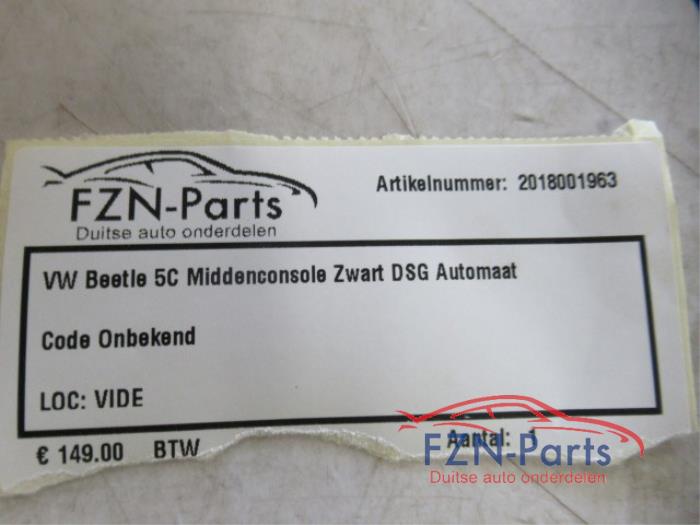 FZN-Parts
Duitse auto onderdelen
Artikelnummer: 2018001963
VW Beetle 5C Middenconsole Zwart DSG Automaat
Code Onbekend
LOC: VIDE
€ 149.00 BTW
Aantal: 1
FZN-Parts
Duitse auto onderdelen